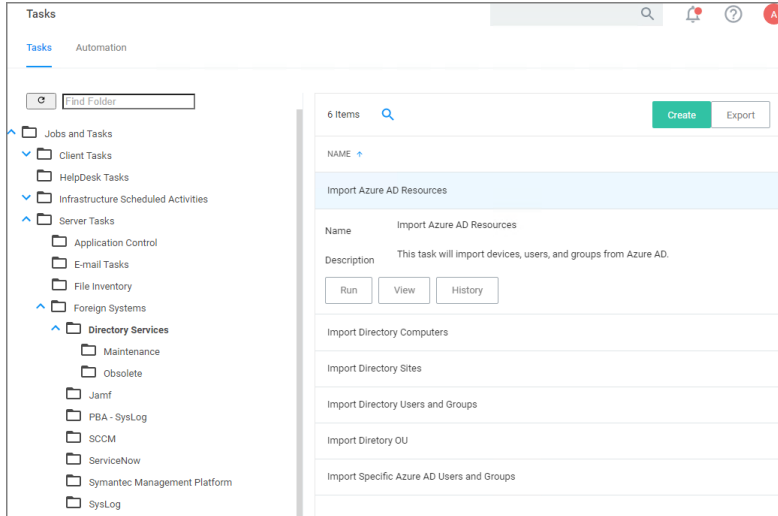 Tasks
A
Tasks Automation
Find Folder
Jobs and Tasks
Client Tasks
HelpDesk Tasks
Infrastructure Scheduled Activities
Server Tasks
Application Control
E-mail Tasks
File Inventory
Foreign Systems
Directory Services
Maintenance
Obsolete
Jamf
PBA - SysLog
SCCM
ServiceNow
Symantec Management Platform
SysLog
6 Items Create Export
NAME
Import Azure AD Resources
Name Import Azure AD Resources
Description This task will import devices, users, and groups from Azure AD.
Run View History
Import Directory Computers
Import Directory Sites
Import Directory Users and Groups
Import Diretory OU
Import Specific Azure AD Users and Groups